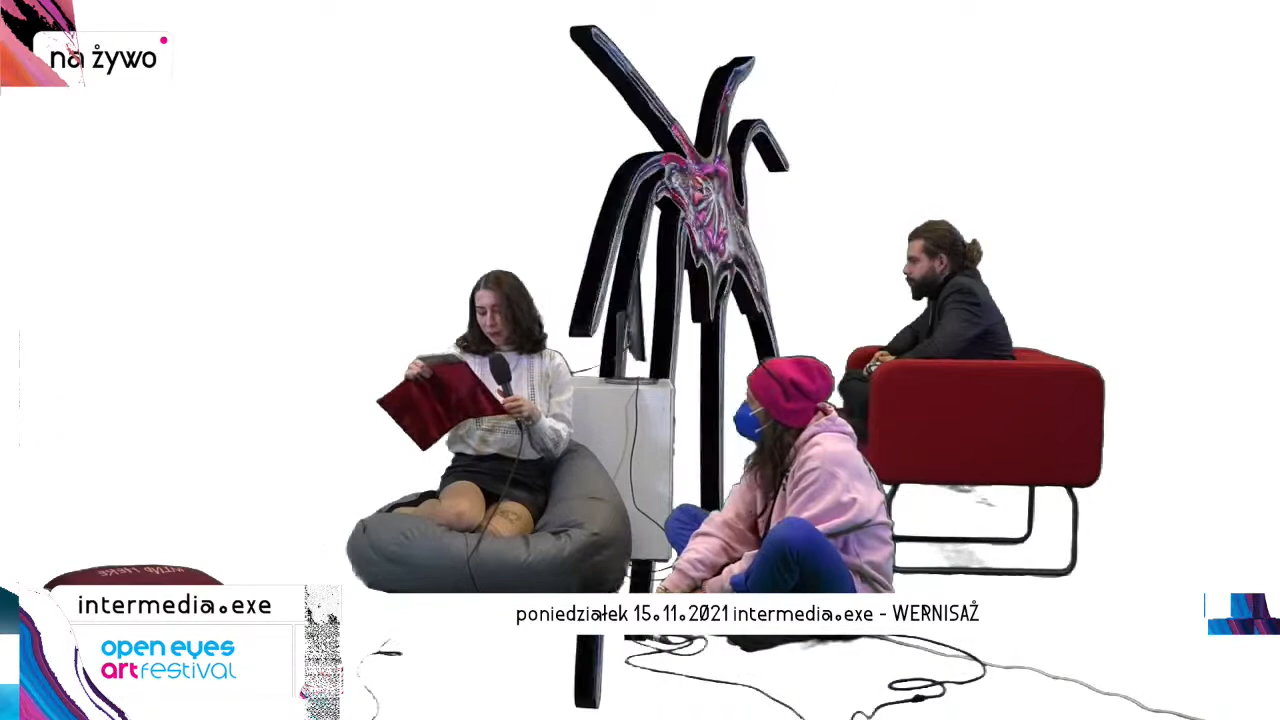 na żywo
intermedia.exe
open eyes
art festival
poniedziałek 15.11.2021 intermedia.exe - WERNISAŻ